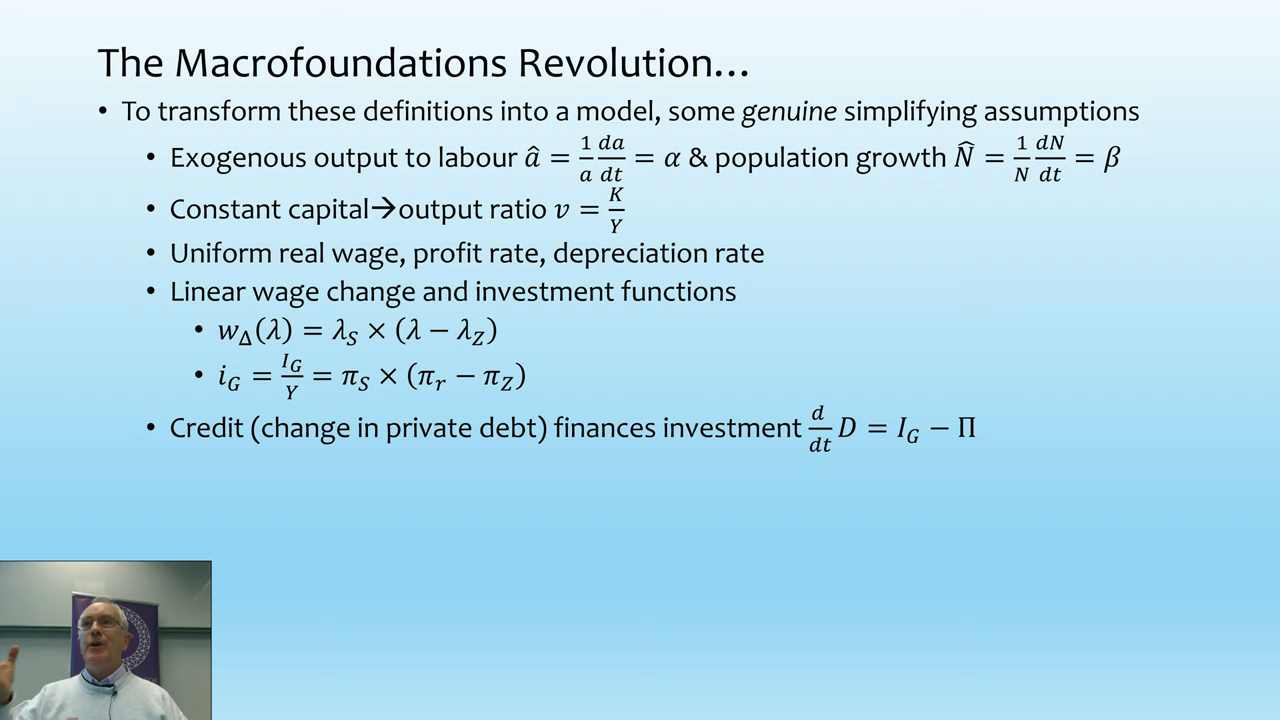 The Macrofoundations Revolution…
• To transform these definitions into a model, some genuine simplifying assumptions
• Exogenous output to labour â = 1/a da/dt = α & population growth N̂ = 1/N dN/dt = β
• Constant capital→output ratio v = K/Y
• Uniform real wage, profit rate, depreciation rate
• Linear wage change and investment functions
• w_Δ(λ) = λ_S × (λ − λ_Z)
• i_G = I_G/Y = π_S × (π_r − π_Z)
• Credit (change in private debt) finances investment d/dt D = I_G − Π